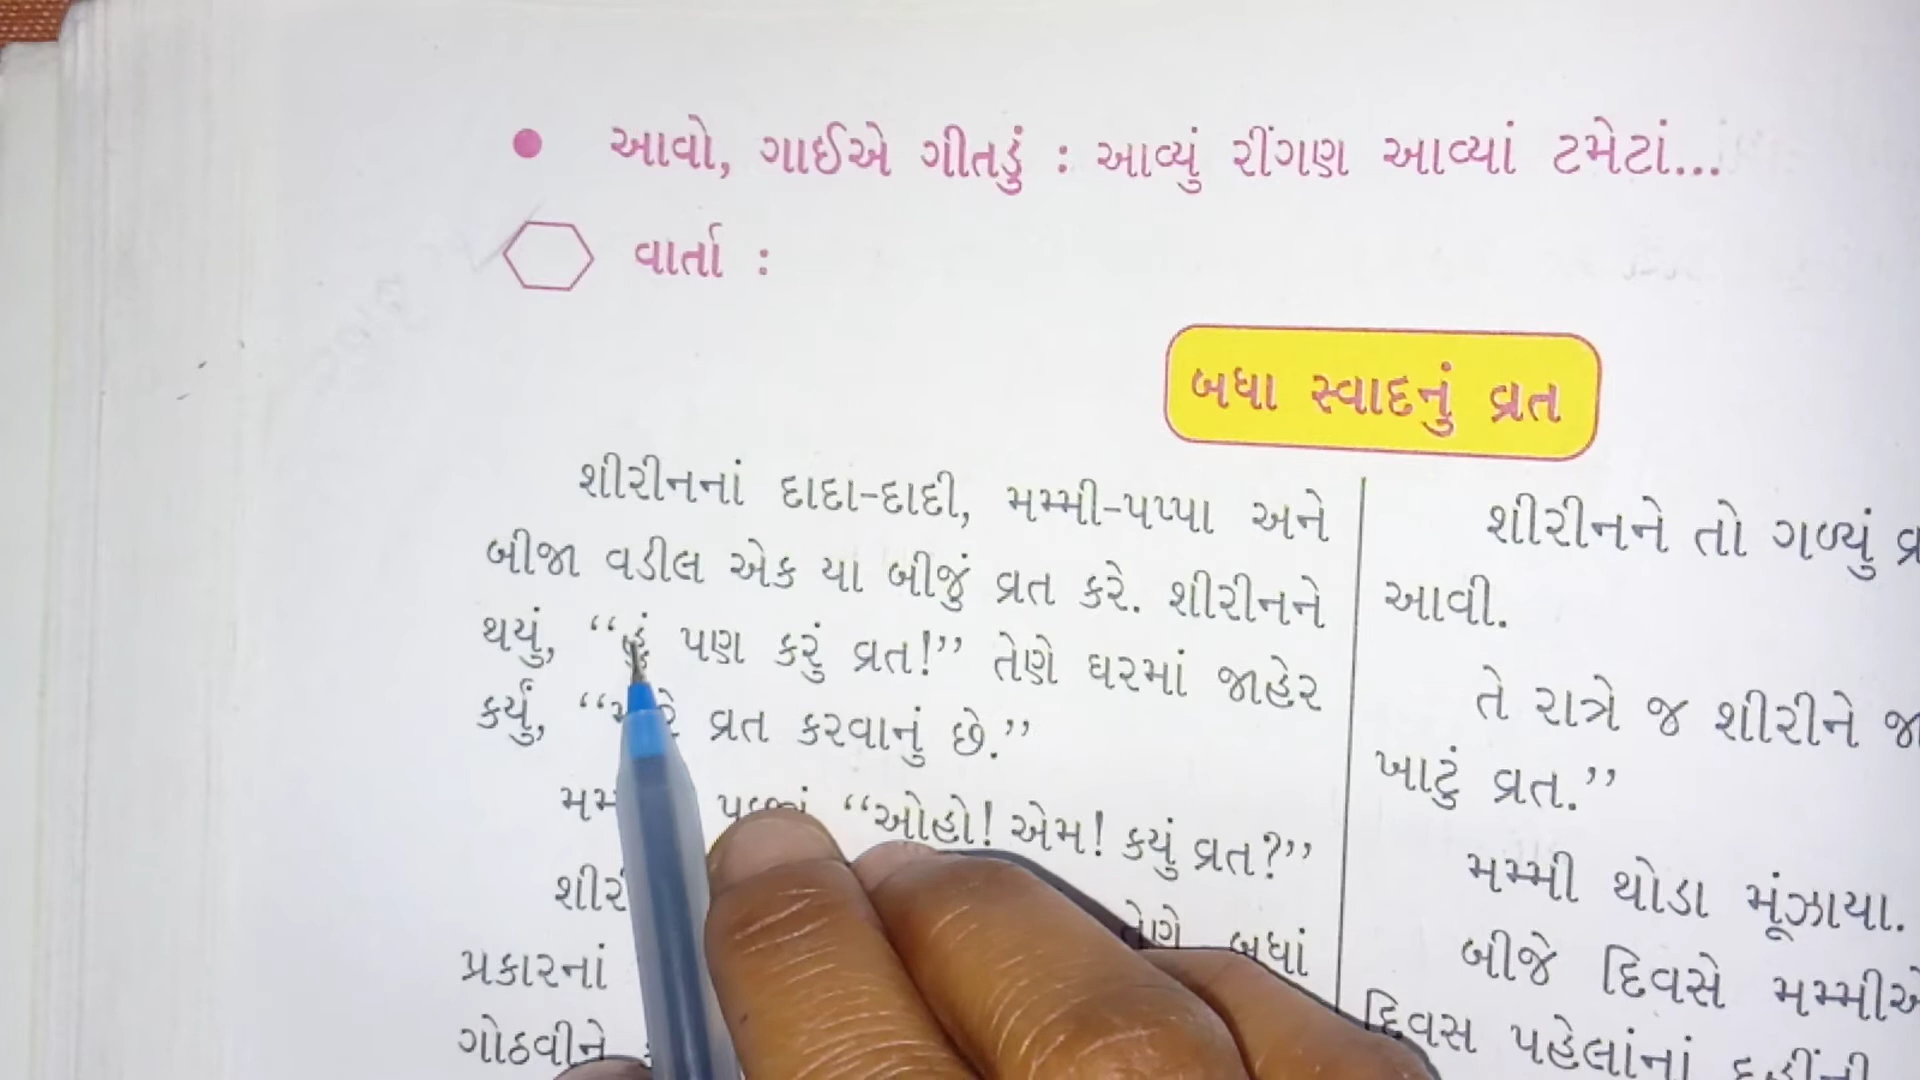 આવો, ગાઈએ ગીતડું : આવ્યું રીંગણ આવ્યાં ટમેટાં...
વાર્તા :
બધા સ્વાદનું વ્રત
શીરીનનાં દાદા-દાદી, મમ્મી-પપ્પા અને
બીજા વડીલ એક યા બીજું વ્રત કરે. શીરીનને
થયું, “હું પણ કરું વ્રત!” તેણે ઘરમાં જાહેર
કર્યું, વ્રત કરવાનું છે.”
“ઓહો! એમ! કયું વ્રત?”
તેણે બધાં
પ્રકારનાં
ગોઠવીને
શીરીનને તો ગળ્યું
આવી.
તે રાત્રે જ શીરીને
ખાટું વ્રત.”
મમ્મી થોડા મૂંઝાયા.
બીજે દિવસે મમ્મીએ
દિવસ પહેલાંનાં